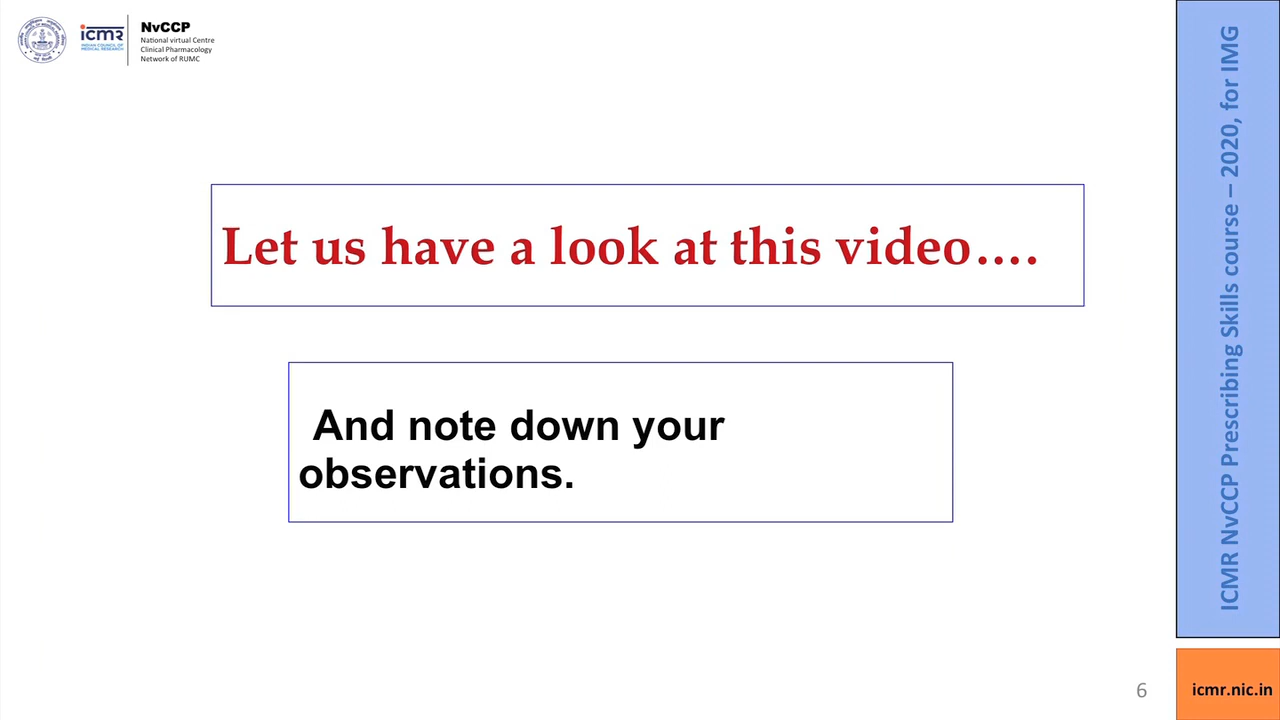 icmr
INDIAN COUNCIL OF
MEDICAL RESEARCH
NvCCP
National virtual Centre
Clinical Pharmacology
Network of RUMC
Let us have a look at this video….
And note down your
observations.
ICMR NvCCP Prescribing Skills course – 2020, for IMG
6
icmr.nic.in